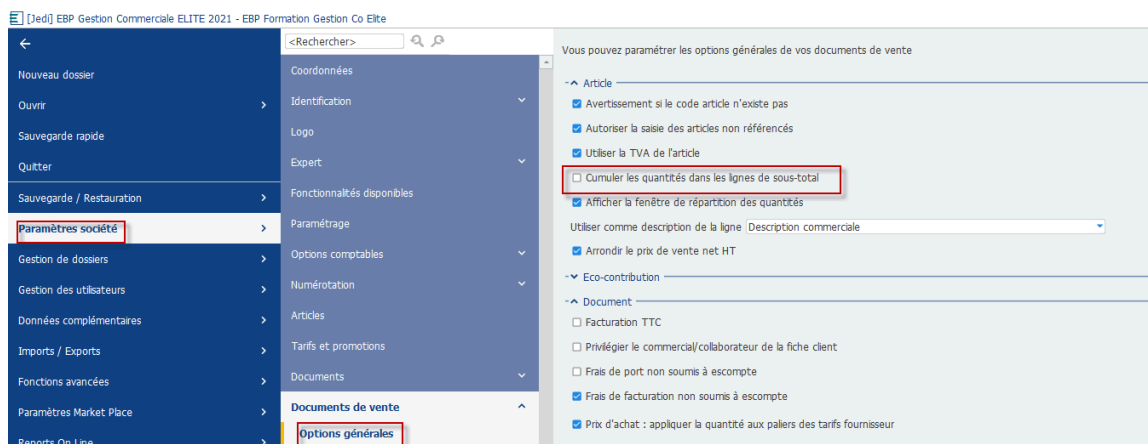 [Jedi] EBP Gestion Commerciale ELITE 2021 - EBP Formation Gestion Co Elite
Nouveau dossier
Ouvrir
Sauvegarde rapide
Quitter
Sauvegarde / Restauration
Paramètres société
Gestion de dossiers
Gestion des utilisateurs
Données complémentaires
Imports / Exports
Fonctions avancées
Paramètres Market Place
Reports On Line
<Rechercher>
Coordonnées
Identification
Logo
Expert
Fonctionnalités disponibles
Paramétrage
Options comptables
Numérotation
Articles
Tarifs et promotions
Documents
Documents de vente
Options générales
Vous pouvez paramétrer les options générales de vos documents de vente
Article
Avertissement si le code article n'existe pas
Autoriser la saisie des articles non référencés
Utiliser la TVA de l'article
Cumuler les quantités dans les lignes de sous-total
Afficher la fenêtre de répartition des quantités
Utiliser comme description de la ligne Description commerciale
Arrondir le prix de vente net HT
Eco-contribution
Document
Facturation TTC
Privilégier le commercial/collaborateur de la fiche client
Frais de port non soumis à escompte
Frais de facturation non soumis à escompte
Prix d'achat : appliquer la quantité aux paliers des tarifs fournisseur